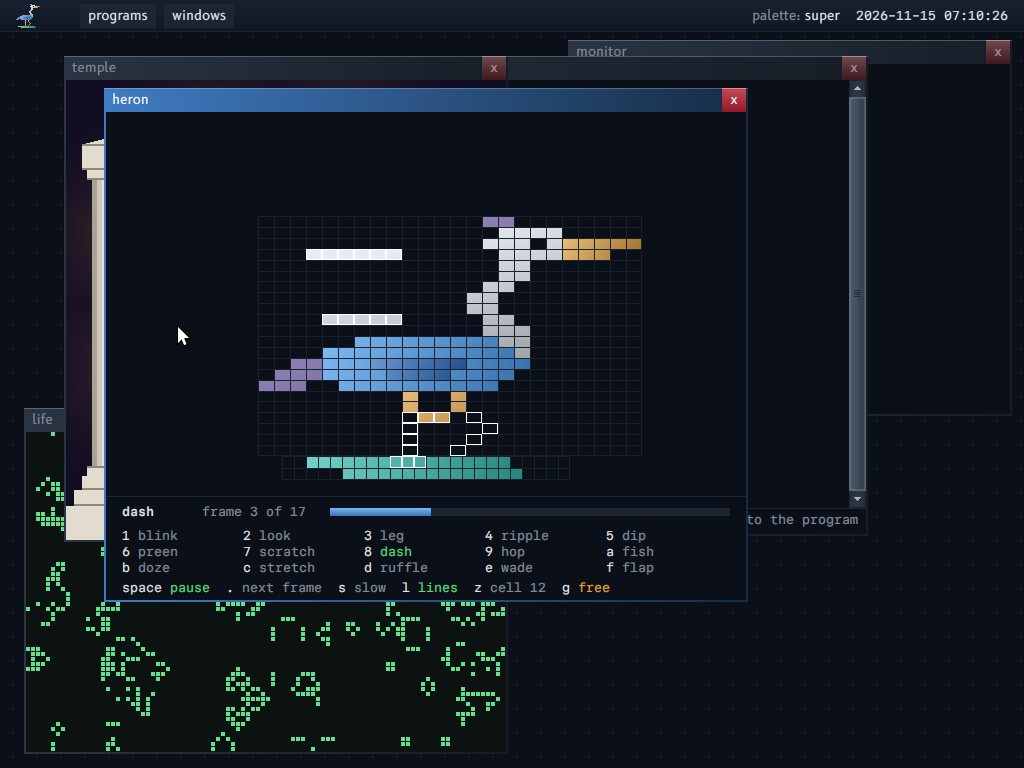 programs windows palette: super 2026-11-15 07:10:26
monitor x
temple x x
heron x
life
dash frame 3 of 17
to the program
1 blink 2 look 3 leg 4 ripple 5 dip
6 preen 7 scratch 8 dash 9 hop a fish
b doze c stretch d ruffle e wade f flap
space pause . next frame s slow l lines z cell 12 g free